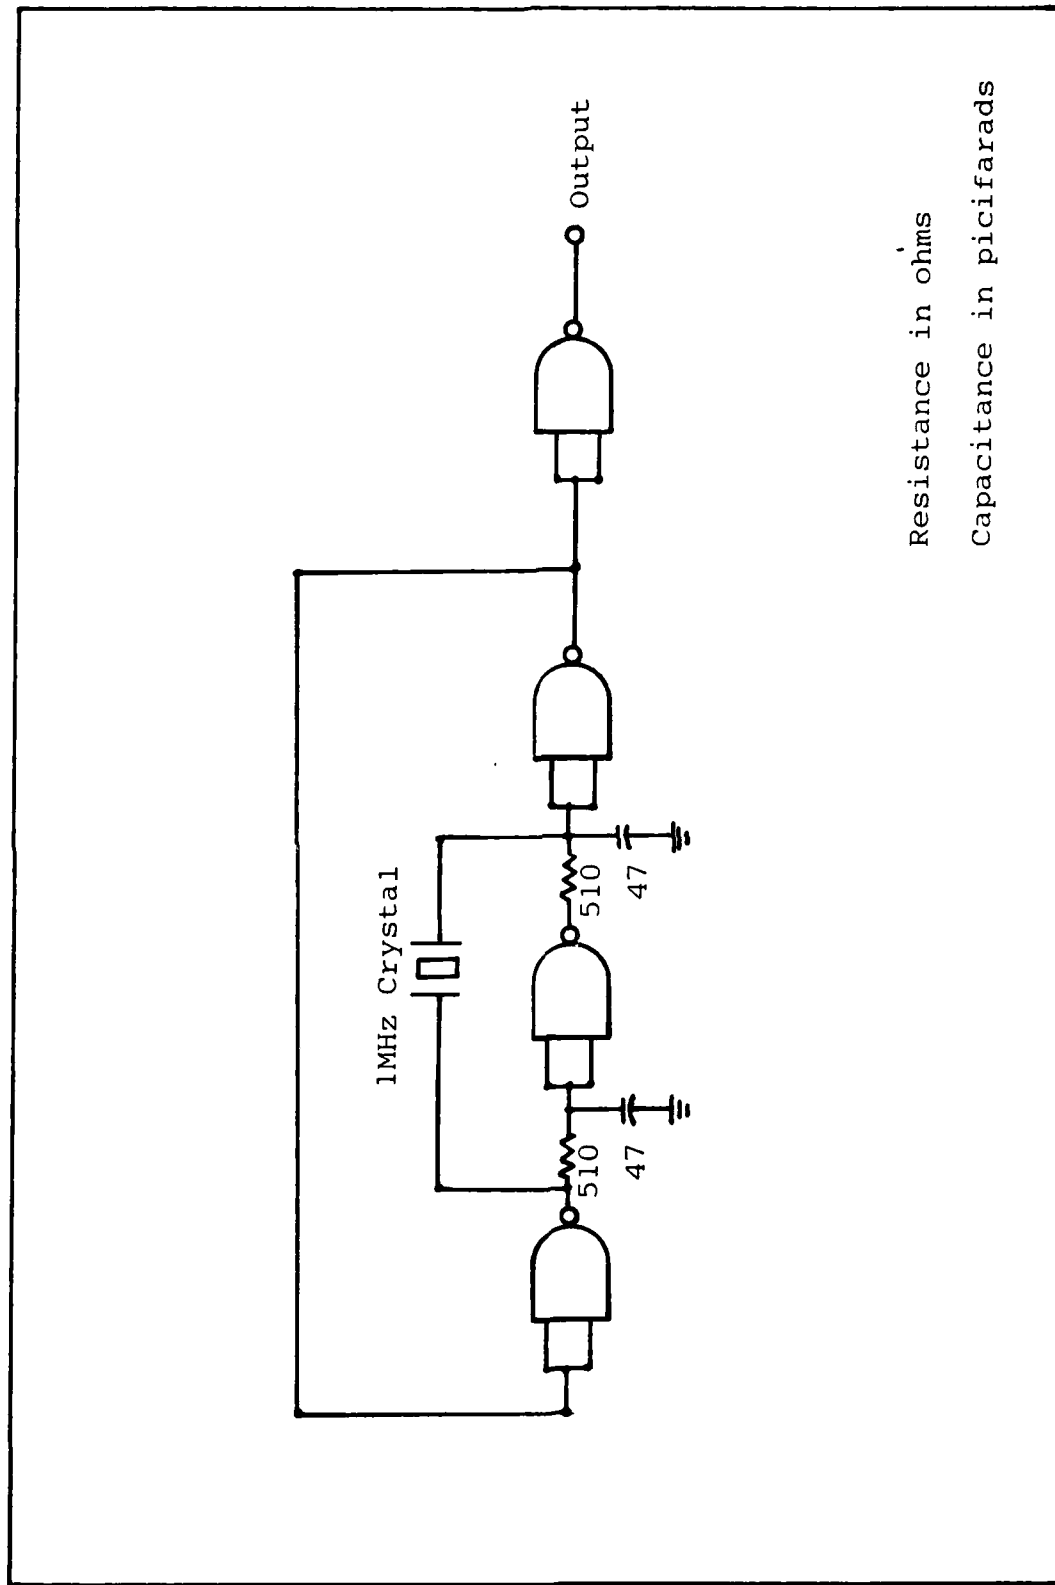 1MHz Crystal
510
47
510
47
Output
Resistance in ohms
Capacitance in picifarads